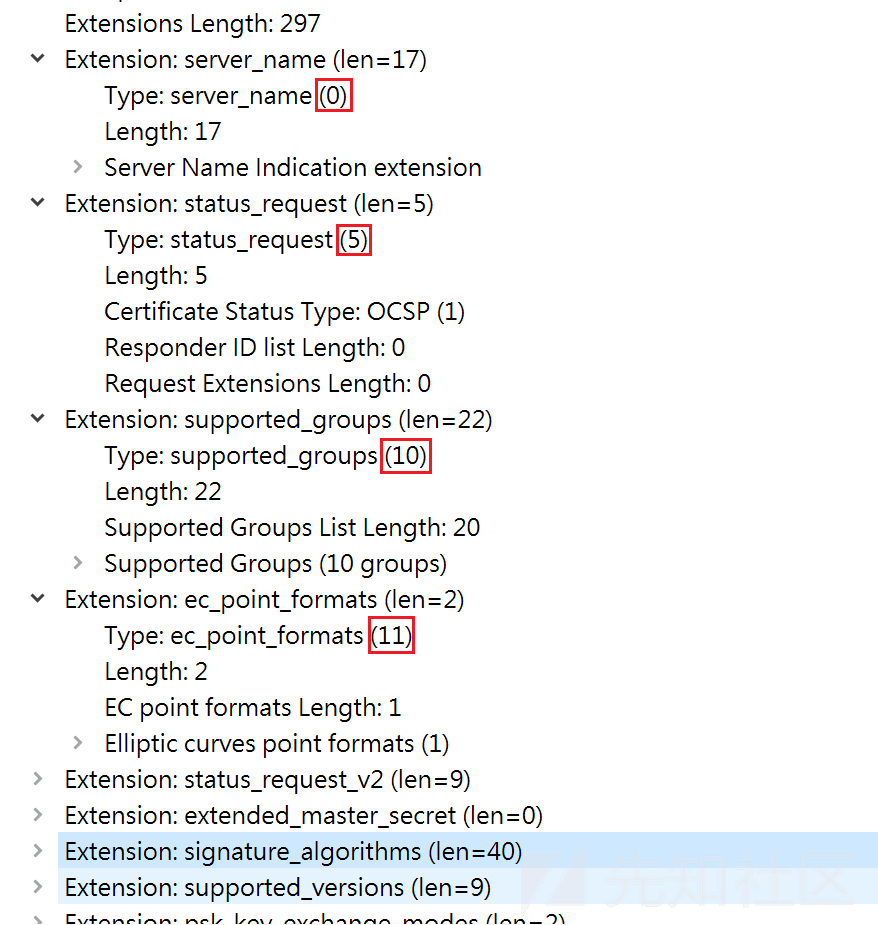 Extensions Length: 297
Extension: server_name (len=17)
Type: server_name (0)
Length: 17
Server Name Indication extension
Extension: status_request (len=5)
Type: status_request (5)
Length: 5
Certificate Status Type: OCSP (1)
Responder ID list Length: 0
Request Extensions Length: 0
Extension: supported_groups (len=22)
Type: supported_groups (10)
Length: 22
Supported Groups List Length: 20
Supported Groups (10 groups)
Extension: ec_point_formats (len=2)
Type: ec_point_formats (11)
Length: 2
EC point formats Length: 1
Elliptic curves point formats (1)
Extension: status_request_v2 (len=9)
Extension: extended_master_secret (len=0)
Extension: signature_algorithms (len=40)
Extension: supported_versions (len=9)
Extension: psk_key_exchange_modes (len=2)
先知社区